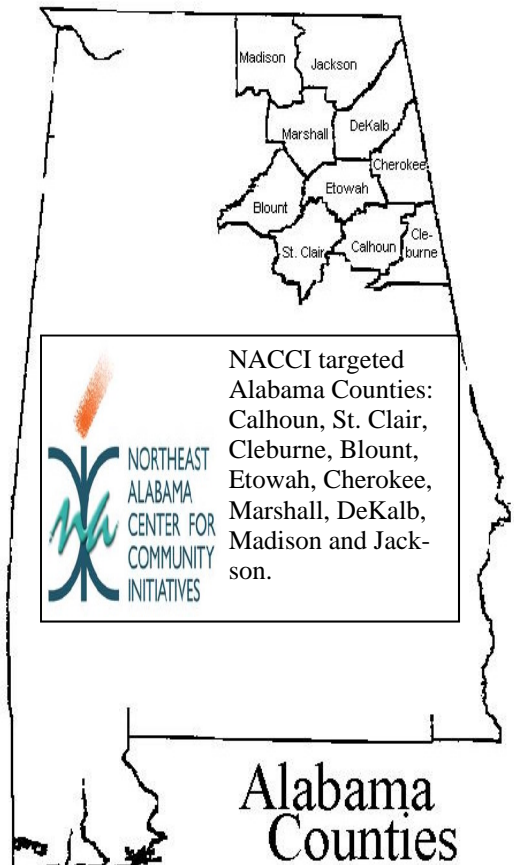 Madison
Jackson
DeKalb
Marshall
Cherokee
Etowah
Blount
St. Clair
Calhoun
Cle-
burne
NACCI targeted
Alabama Counties:
Calhoun, St. Clair,
Cleburne, Blount,
Etowah, Cherokee,
Marshall, DeKalb,
Madison and Jack-
son.
na
NORTHEAST
ALABAMA
CENTER FOR
COMMUNITY
INITIATIVES
Alabama
Counties